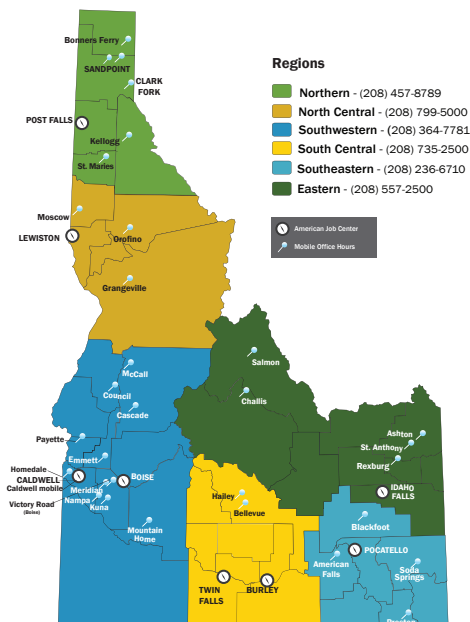 Bonners Ferry
SANDPOINT
CLARK
FORK
POST FALLS
Kellogg
St. Maries
Moscow
LEWISTON
Orofino
Grangeville
Regions
Northern - (208) 457-8789
North Central - (208) 799-5000
Southwestern - (208) 364-7781
South Central - (208) 735-2500
Southeastern - (208) 236-6710
Eastern - (208) 557-2500
American Job Center
Mobile Office Hours
McCall
Council
Cascade
Payette
Emmett
Homedale
CALDWELL
Caldwell mobile
BOISE
Meridian
Nampa
Kuna
Victory Road
(Boise)
Mountain
Home
Salmon
Challis
Ashton
St. Anthony
Rexburg
IDAHO
FALLS
Hailey
Bellevue
Blackfoot
POCATELLO
American
Falls
Soda
Springs
TWIN
FALLS
BURLEY